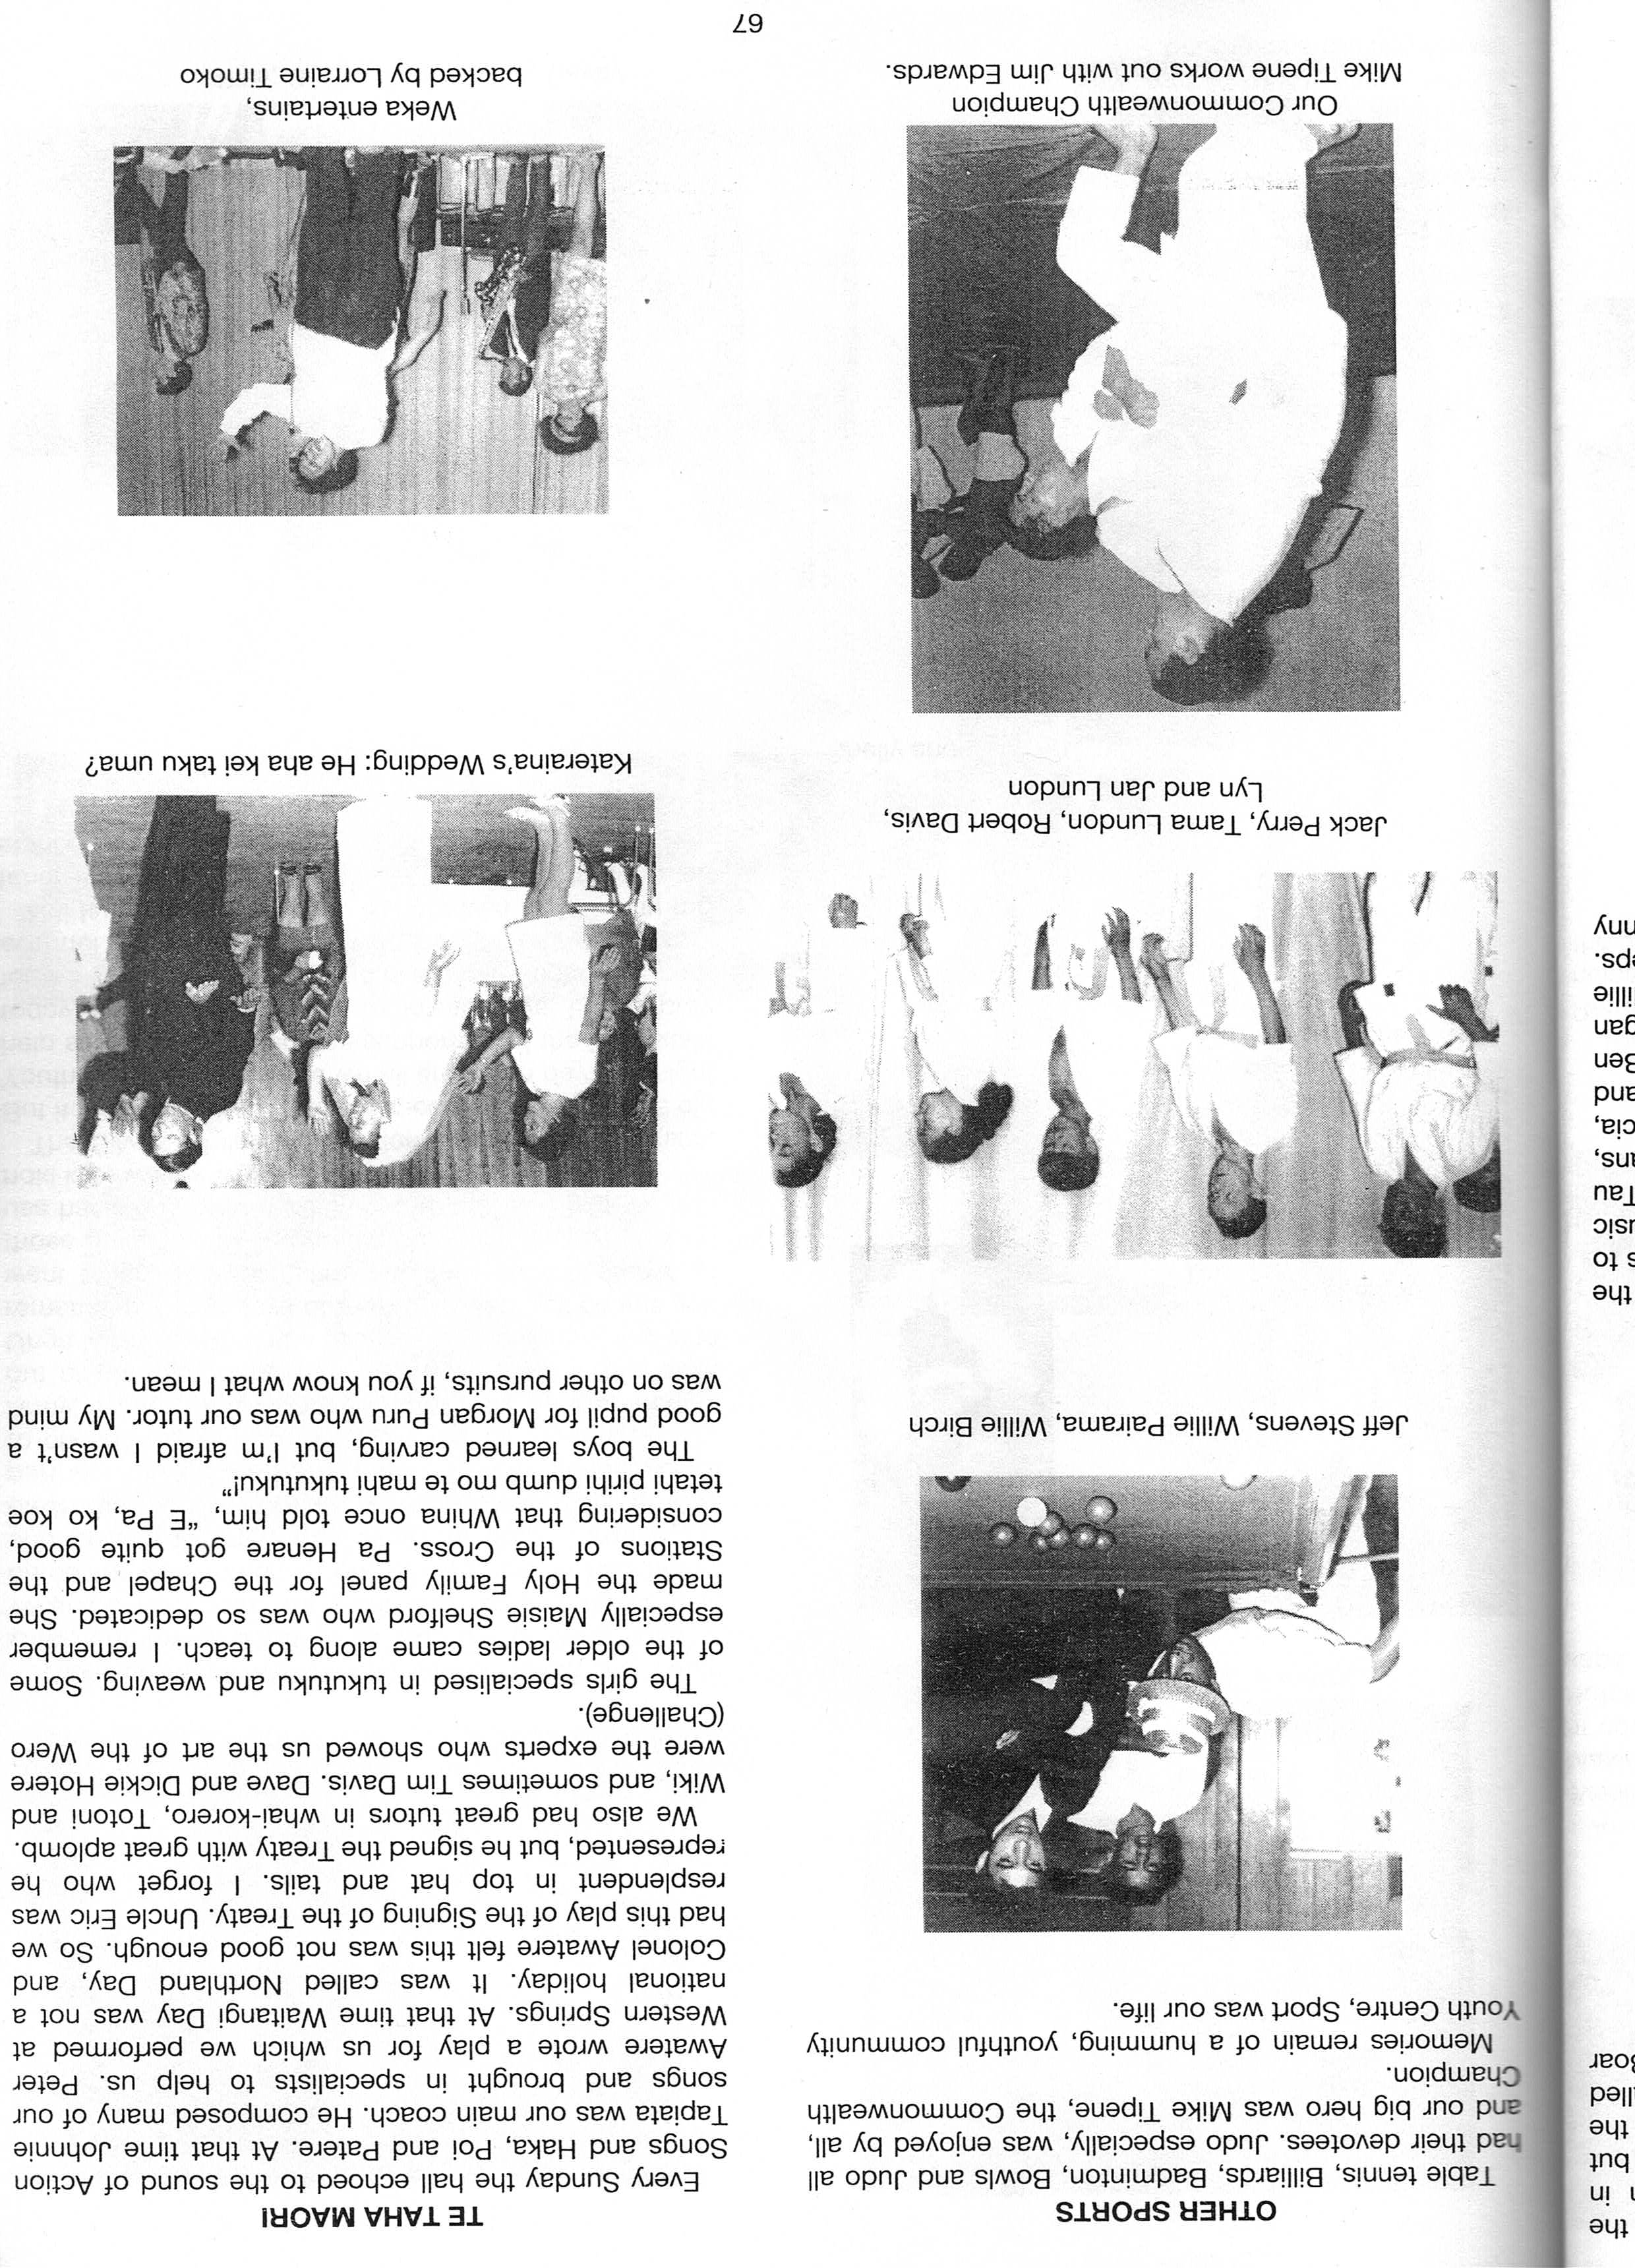 the
in
but
the
lled
Boar
the
s to
usic
Tau
ans,
cia,
and
Ben
gan
illie
eps.
nny
OTHER SPORTS
Table tennis, Billiards, Badminton, Bowls and Judo all
had their devotees. Judo especially, was enjoyed by all,
and our big hero was Mike Tipene, the Commonwealth
Champion.
Memories remain of a humming, youthful community
Youth Centre, Sport was our life.
Jeff Stevens, Willie Pairama, Willie Birch
Jack Perry, Tama Lundon, Robert Davis,
Lyn and Jan Lundon
Our Commonwealth Champion
Mike Tipene works out with Jim Edwards.
TE TAHA MAORI
Every Sunday the hall echoed to the sound of Action
Songs and Haka, Poi and Patere. At that time Johnnie
Tapiata was our main coach. He composed many of our
songs and brought in specialists to help us. Peter
Awatere wrote a play for us which we performed at
Western Springs. At that time Waitangi Day was not a
national holiday. It was called Northland Day, and
Colonel Awatere felt this was not good enough. So we
had this play of the Signing of the Treaty. Uncle Eric was
resplendent in top hat and tails. I forget who he
represented, but he signed the Treaty with great aplomb.
We also had great tutors in whai-korero, Totoni and
Wiki, and sometimes Tim Davis. Dave and Dickie Hotere
were the experts who showed us the art of the Wero
(Challenge).
The girls specialised in tukutuku and weaving. Some
of the older ladies came along to teach. I remember
especially Maisie Shelford who was so dedicated. She
made the Holy Family panel for the Chapel and the
Stations of the Cross. Pa Henare got quite good,
considering that Whina once told him, “E Pa, ko koe
tetahi pirihi dumb mo te mahi tukutuku!”
The boys learned carving, but I’m afraid I wasn’t a
good pupil for Morgan Puru who was our tutor. My mind
was on other pursuits, if you know what I mean.
Kateraina’s Wedding: He aha kei taku uma?
Weka entertains,
backed by Lorraine Timoko
67